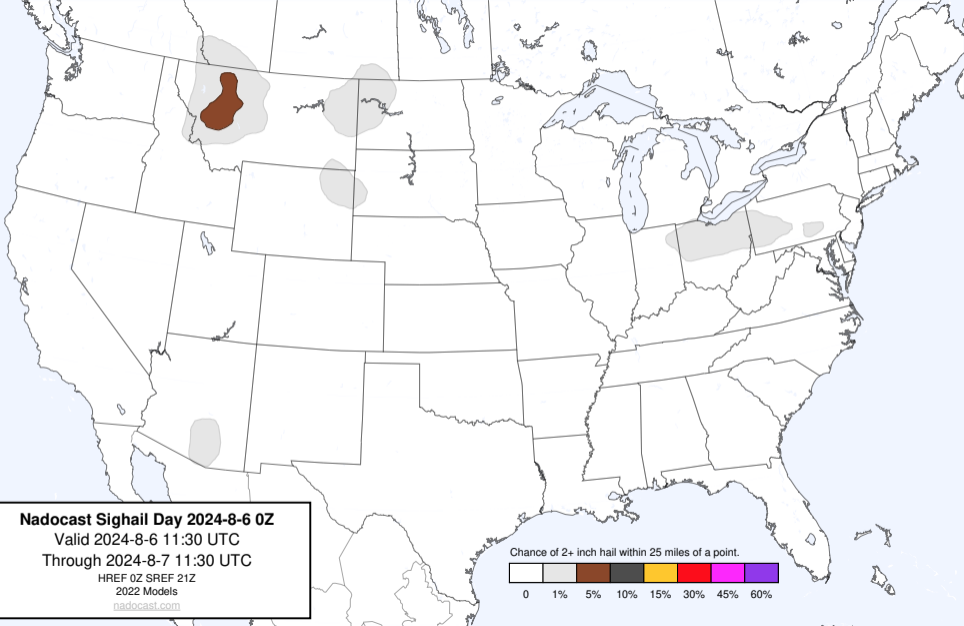 Nadocast Sighail Day 2024-8-6 0Z
Valid 2024-8-6 11:30 UTC
Through 2024-8-7 11:30 UTC
HREF 0Z SREF 21Z
2022 Models
nadocast.com
Chance of 2+ inch hail within 25 miles of a point.
0 1% 5% 10% 15% 30% 45% 60%